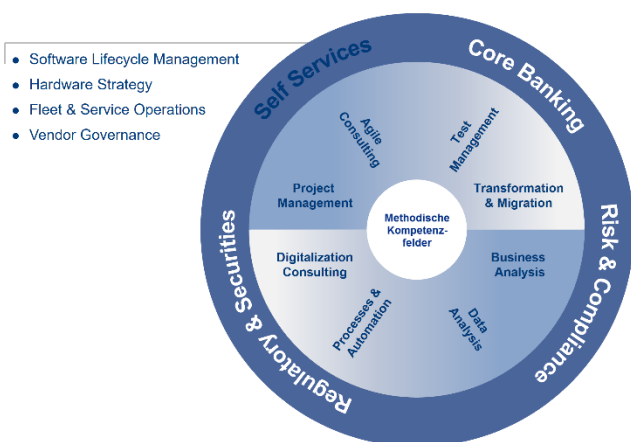 Software Lifecycle Management
Hardware Strategy
Fleet & Service Operations
Vendor Governance
Self Services
Core Banking
Risk & Compliance
Regulatory & Securities
Agile
Consulting
Test
Management
Project
Management
Transformation
& Migration
Methodische
Kompetenz-
felder
Digitalization
Consulting
Business
Analysis
Processes &
Automation
Data
Analysis